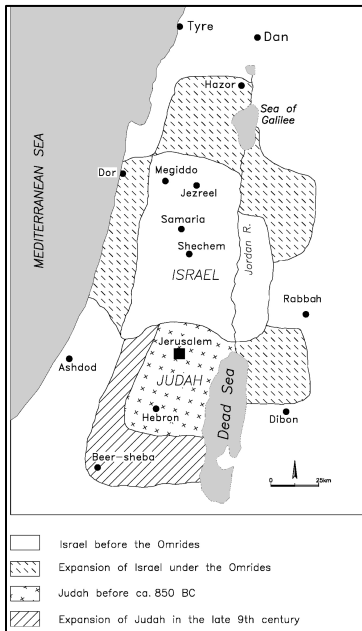 Tyre
Dan
Hazor
Sea of
Galilee
MEDITERRANEAN SEA
Dor
Megiddo
Jezreel
Samaria
Shechem
ISRAEL
Jordan R.
Rabbah
Jerusalem
Ashdod
JUDAH
Hebron
Dead Sea
Dibon
Beer-sheba
0 25km
Israel before the Omrides
Expansion of Israel under the Omrides
Judah before ca. 850 BC
Expansion of Judah in the late 9th century